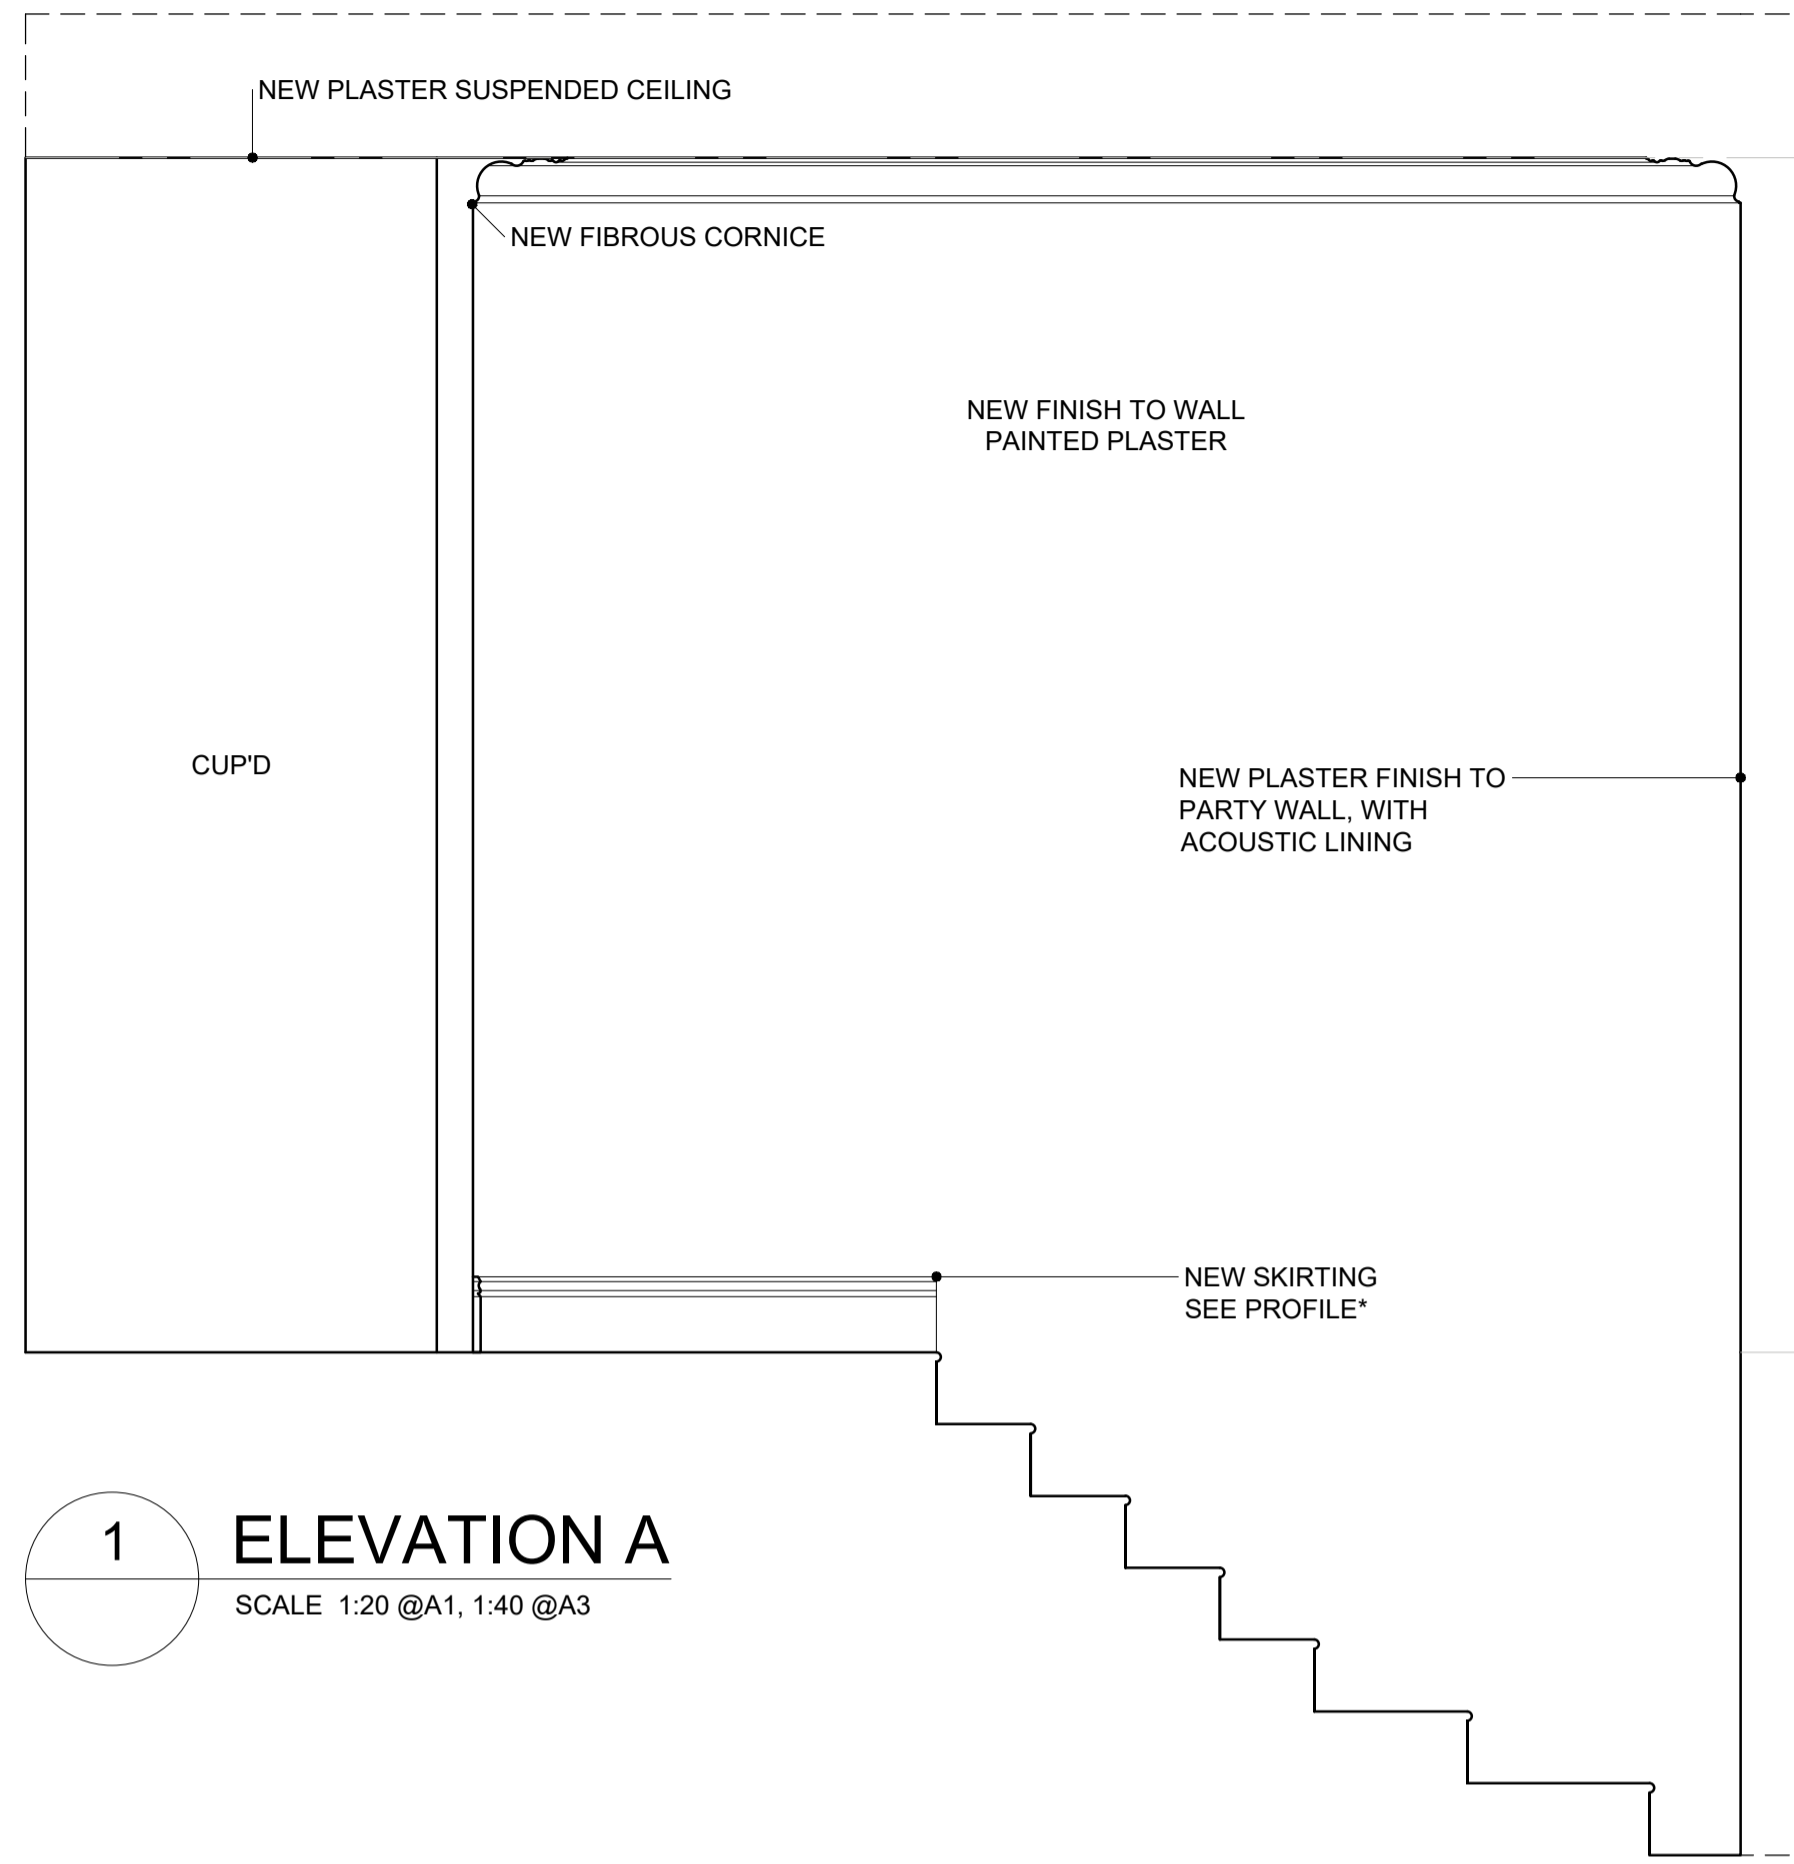 NEW PLASTER SUSPENDED CEILING
NEW FIBROUS CORNICE
NEW FINISH TO WALL
PAINTED PLASTER
CUP'D
NEW PLASTER FINISH TO
PARTY WALL, WITH
ACOUSTIC LINING
NEW SKIRTING
SEE PROFILE*
1
ELEVATION A
SCALE 1:20 @A1, 1:40 @A3